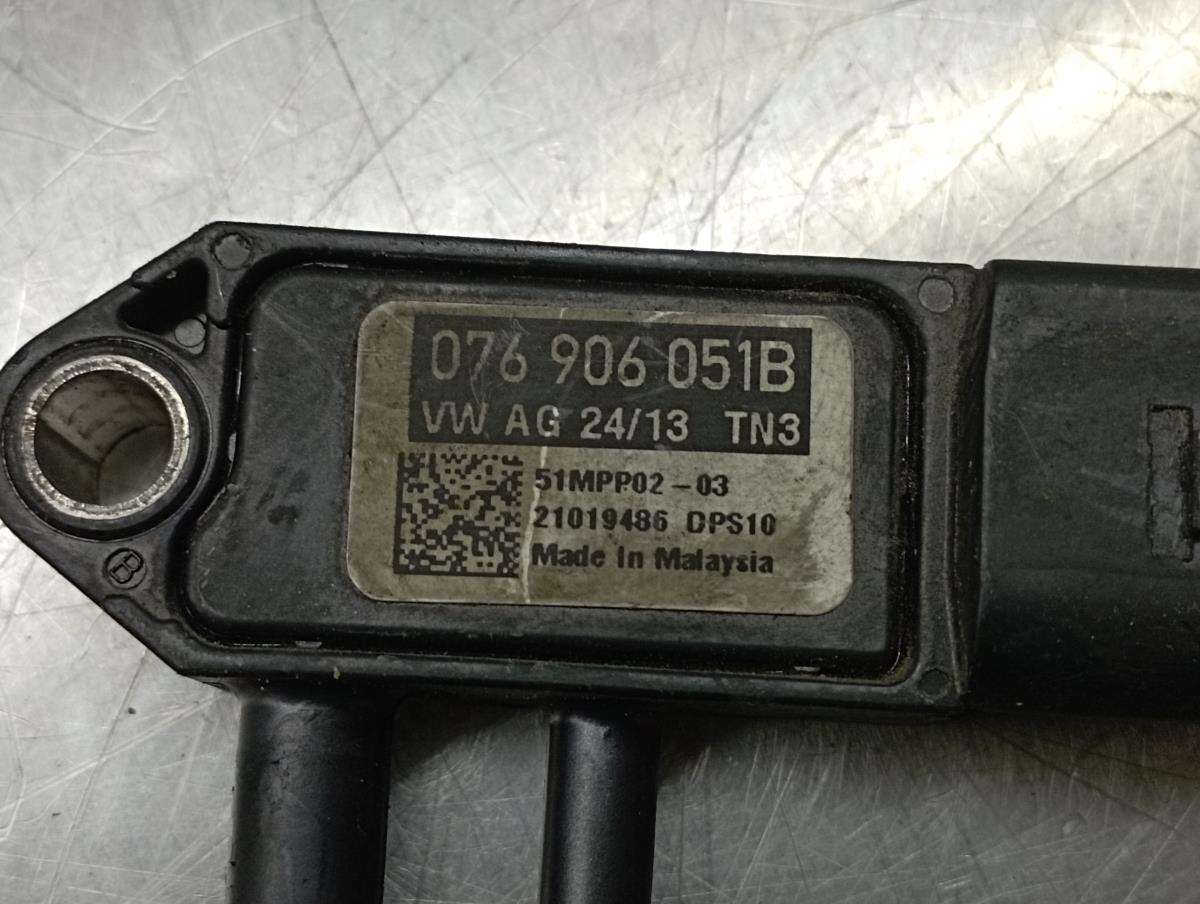 076 906 051B
VW AG 24/13 TN3
51MPP02-03
21019486 DPS10
Made In Malaysia
B